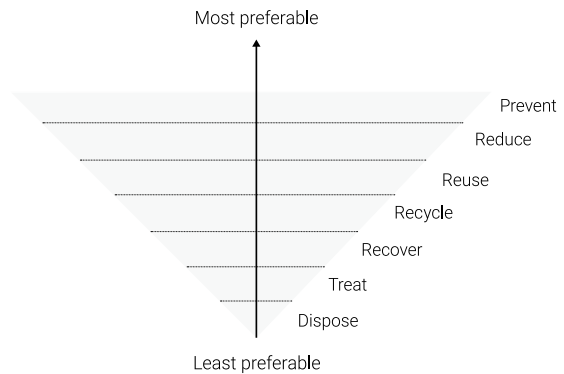 Most preferable
Prevent
Reduce
Reuse
Recycle
Recover
Treat
Dispose
Least preferable